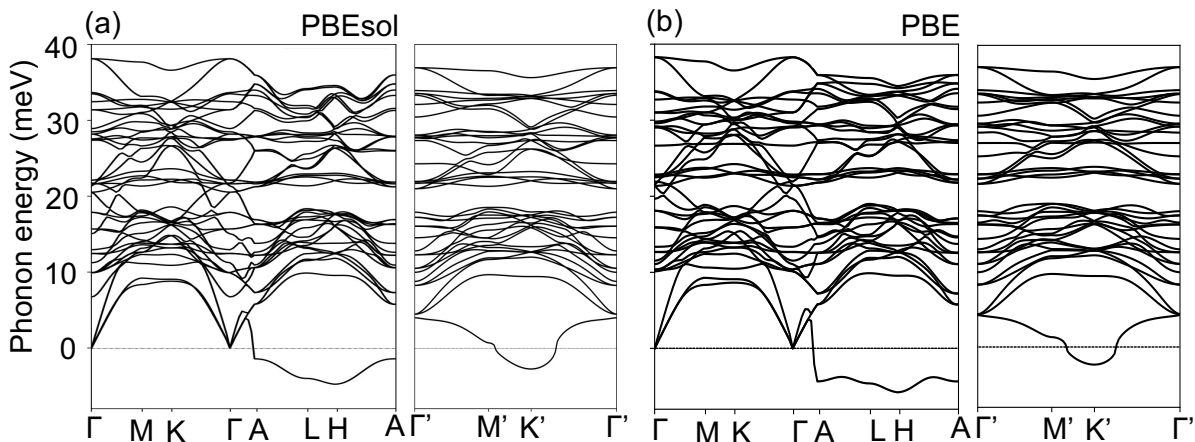 (a) PBEsol (b) PBE
Phonon energy (meV)
40
30
20
10
0
Γ M K Γ A L H A Γ' M' K' Γ' Γ M K Γ A L H A Γ' M' K' Γ'